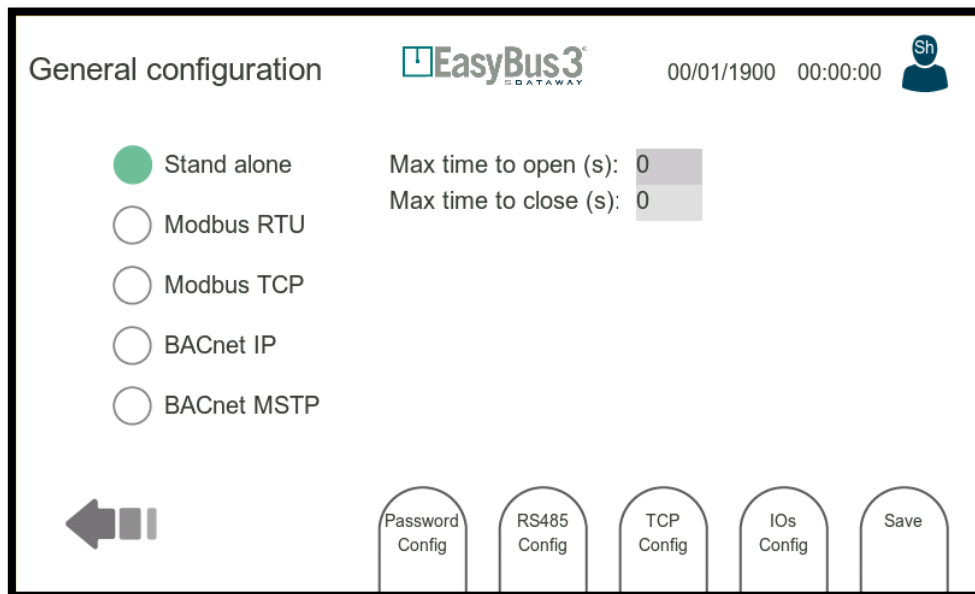 General configuration
EasyBus3
DATAWAY
00/01/1900 00:00:00
Sh
Stand alone
Modbus RTU
Modbus TCP
BACnet IP
BACnet MSTP
Max time to open (s): 0
Max time to close (s): 0
Password
Config
RS485
Config
TCP
Config
IOs
Config
Save